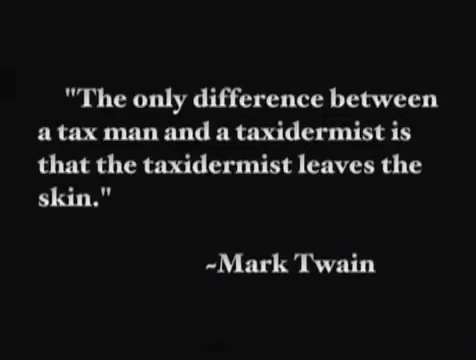 "The only difference between
a tax man and a taxidermist is
that the taxidermist leaves the
skin."
~Mark Twain